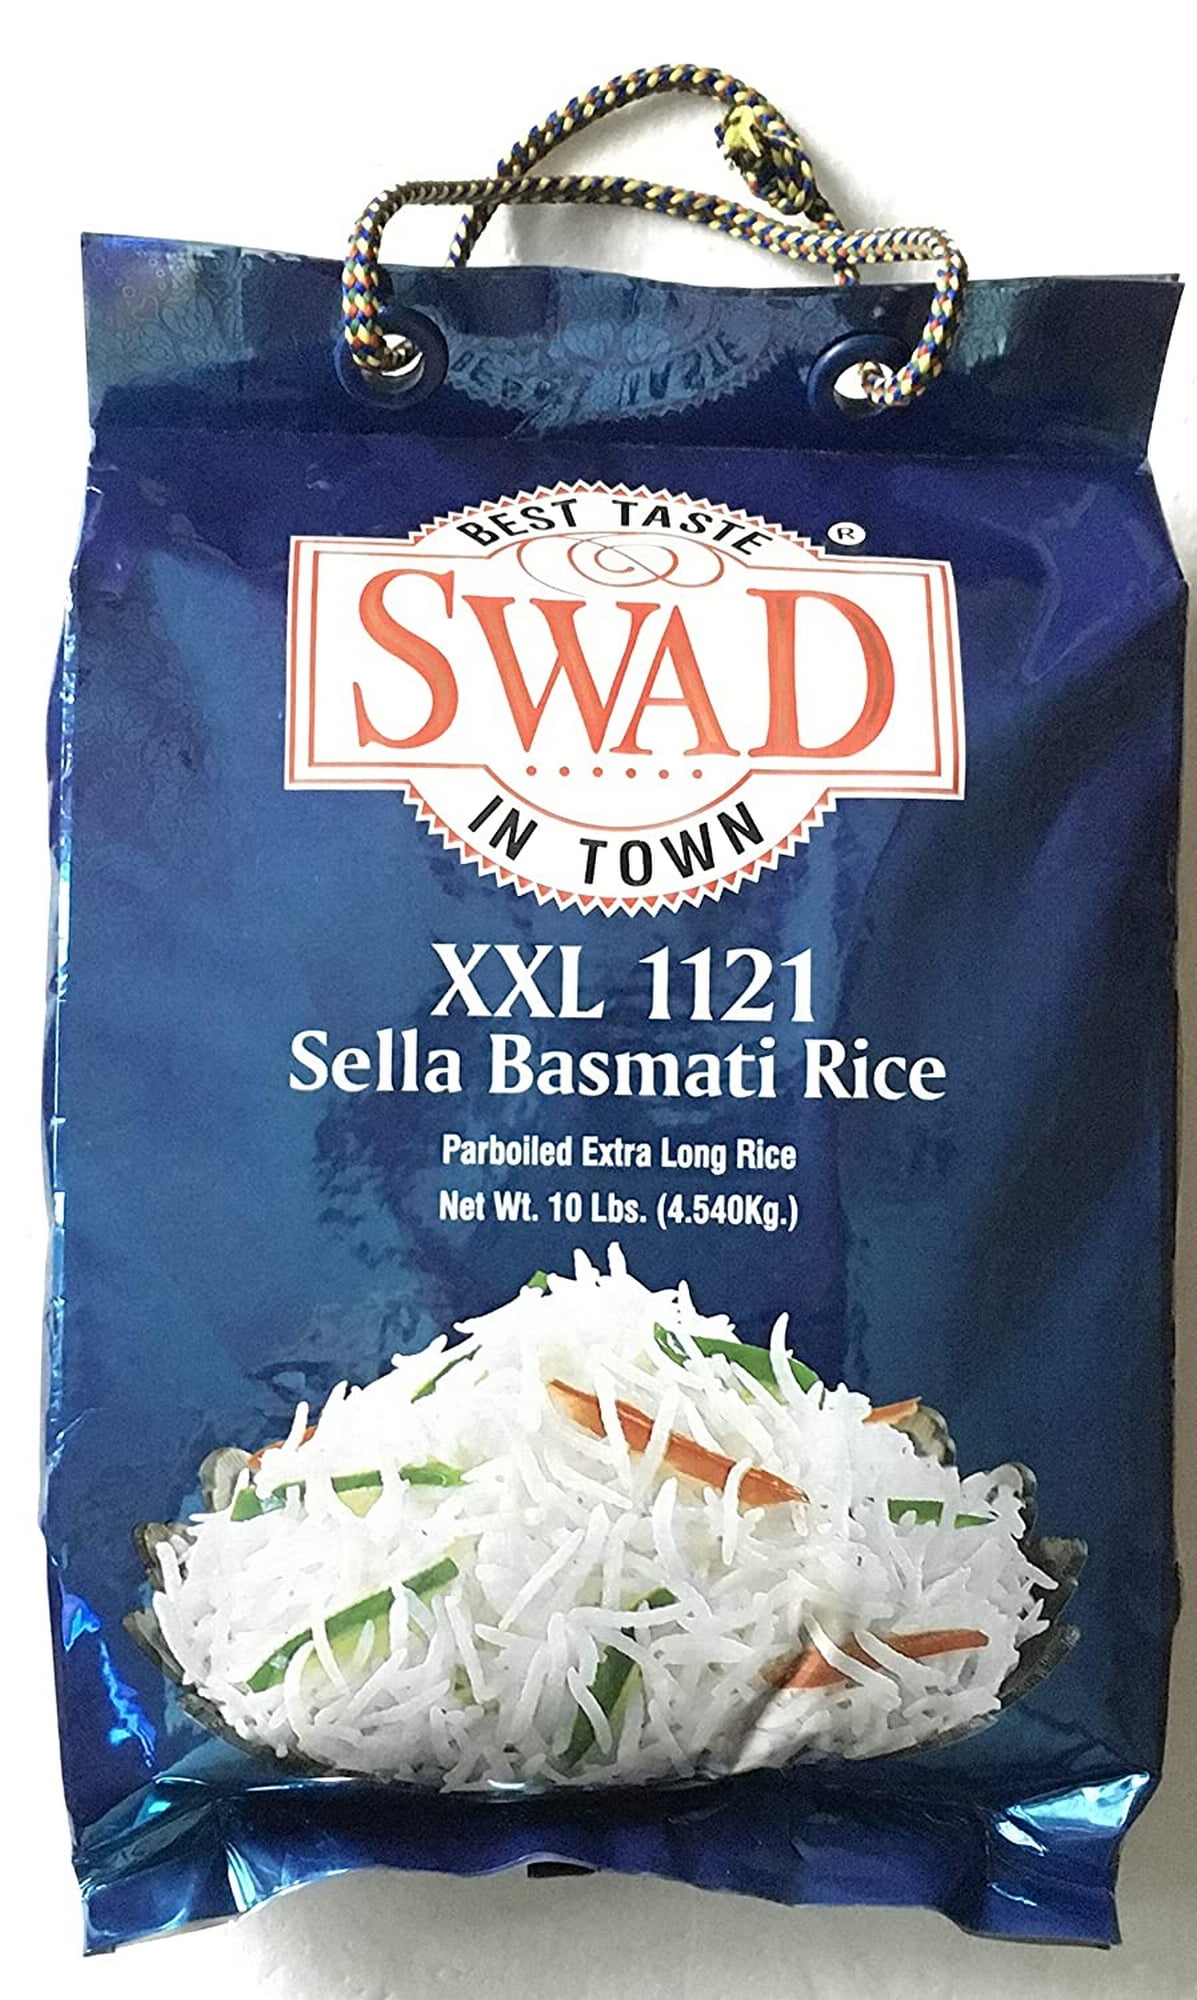 BEST TASTE
®
SWAD
IN TOWN
XXL 1121
Sella Basmati Rice
Parboiled Extra Long Rice
Net Wt. 10 Lbs. (4.540Kg.)